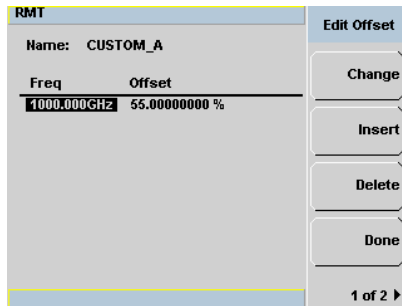 RMT
Edit Offset
Name: CUSTOM_A
Freq Offset
1000.000GHz 55.00000000 %
Change
Insert
Delete
Done
1 of 2